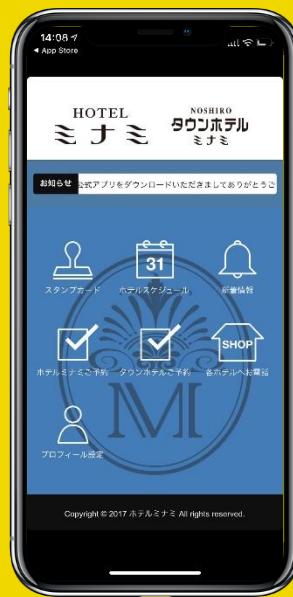 14:08
◀ App Store
HOTEL
ミナミ
NOSHIRO
タウンホテル
ミナミ
お知らせ
公式アプリをダウンロードいただきましてありがとうご
31
スタンプカード
ホテルスケジュール
新着情報
SHOP
ホテルミナミご予約
タウンホテルご予約
各ホテルへお電話
M
プロフィール設定
Copyright © 2017 ホテルミナミ All rights reserved.